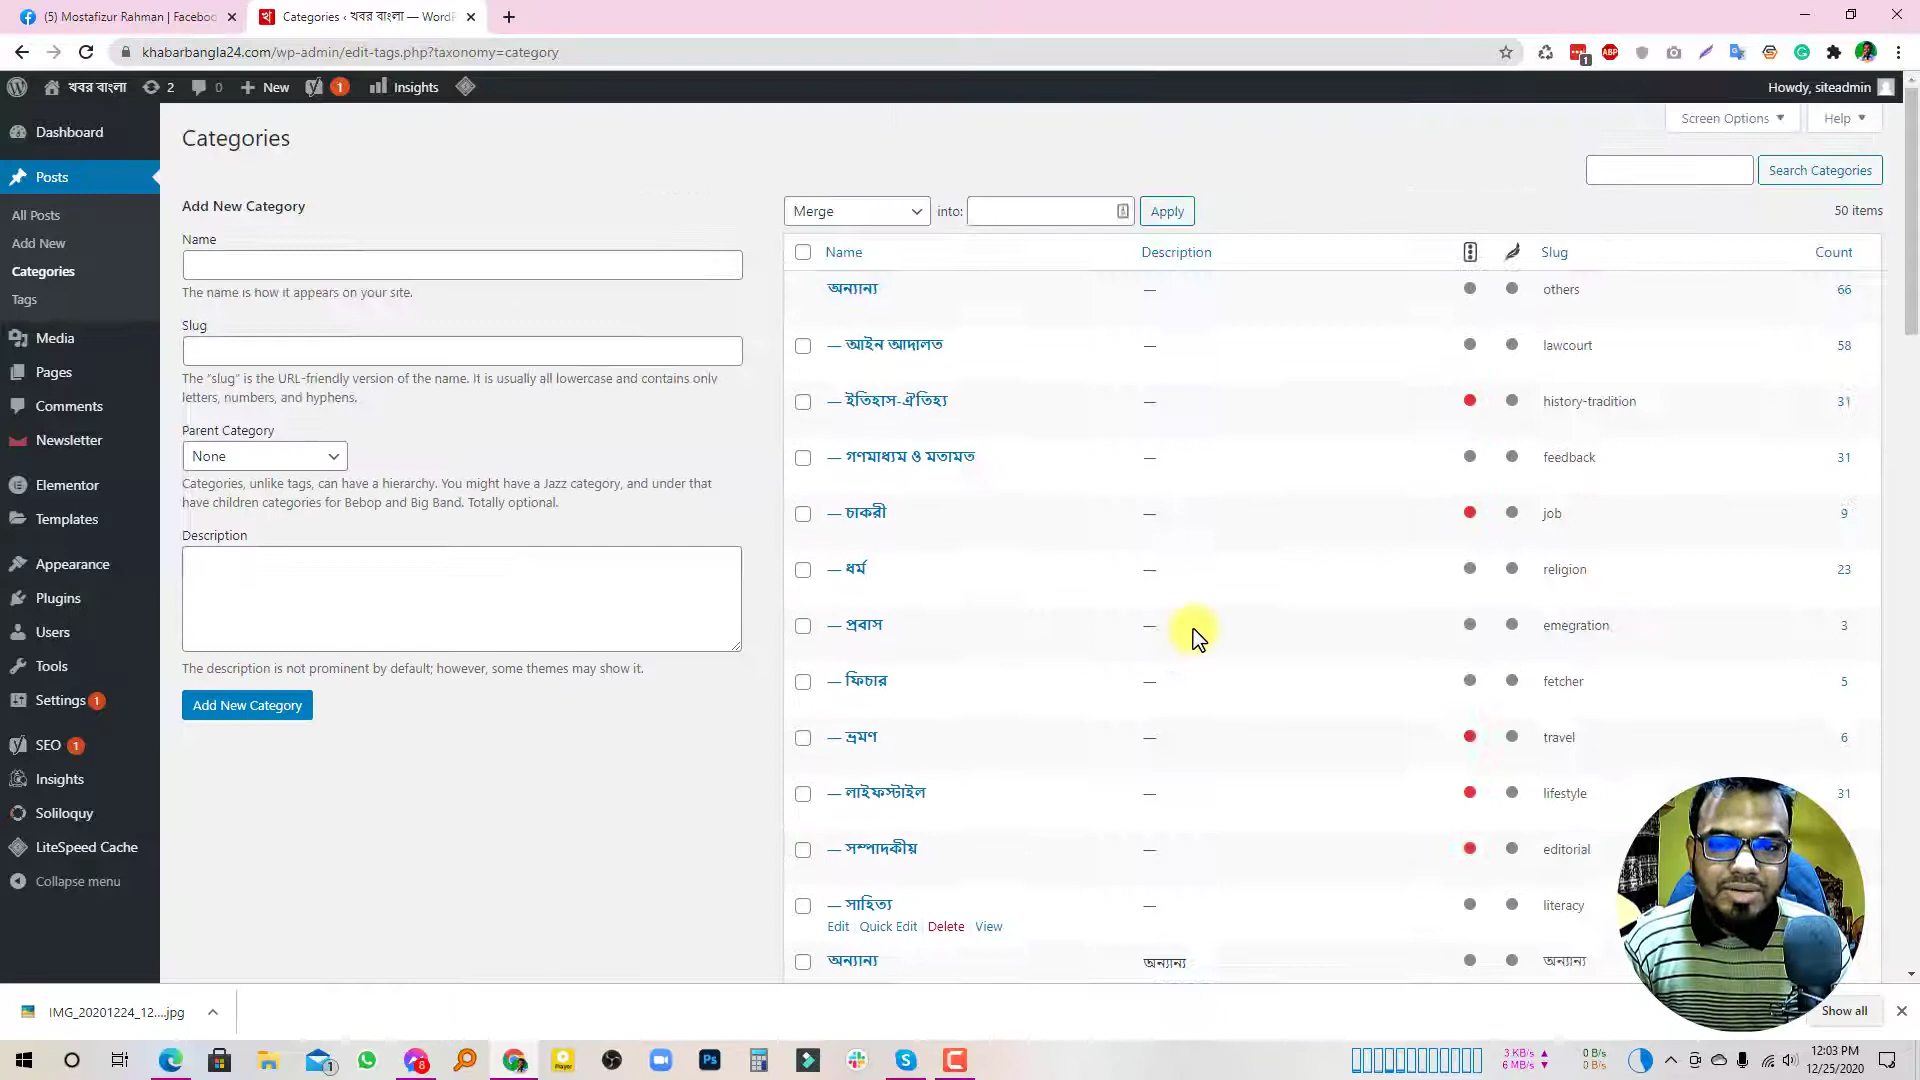 (5) Mostafizur Rahman | Faceboo
Categories ‹ খবর বাংলা — WordP
khabarbangla24.com/wp-admin/edit-tags.php?taxonomy=category
খবর বাংলা 2 0 New 1 Insights Howdy, siteadmin
Dashboard
Posts
All Posts
Add New
Categories
Tags
Media
Pages
Comments
Newsletter
Elementor
Templates
Appearance
Plugins
Users
Tools
Settings 1
SEO 1
Insights
Soliloquy
LiteSpeed Cache
Collapse menu
Screen Options Help
Categories
Search Categories
Add New Category
Name
The name is how it appears on your site.
Slug
The “slug” is the URL-friendly version of the name. It is usually all lowercase and contains only
letters, numbers, and hyphens.
Parent Category
None
Categories, unlike tags, can have a hierarchy. You might have a Jazz category, and under that
have children categories for Bebop and Big Band. Totally optional.
Description
The description is not prominent by default; however, some themes may show it.
Add New Category
Merge into: Apply 50 items
Name Description Slug Count
অন্যান্য — others 66
— আইন আদালত — lawcourt 58
— ইতিহাস-ঐতিহ্য — history-tradition 31
— গণমাধ্যম ও মতামত — feedback 31
— চাকরী — job 9
— ধর্ম — religion 23
— প্রবাস — emegration 3
— ফিচার — fetcher 5
— ভ্রমণ — travel 6
— লাইফস্টাইল — lifestyle 31
— সম্পাদকীয় — editorial
— সাহিত্য — literacy
Edit Quick Edit Delete View
অন্যান্য অন্যান্য অন্যান্য
IMG_20201224_12....jpg
Show all
3 KB/s 0 B/s
6 MB/s 0 B/s
12:03 PM
12/25/2020